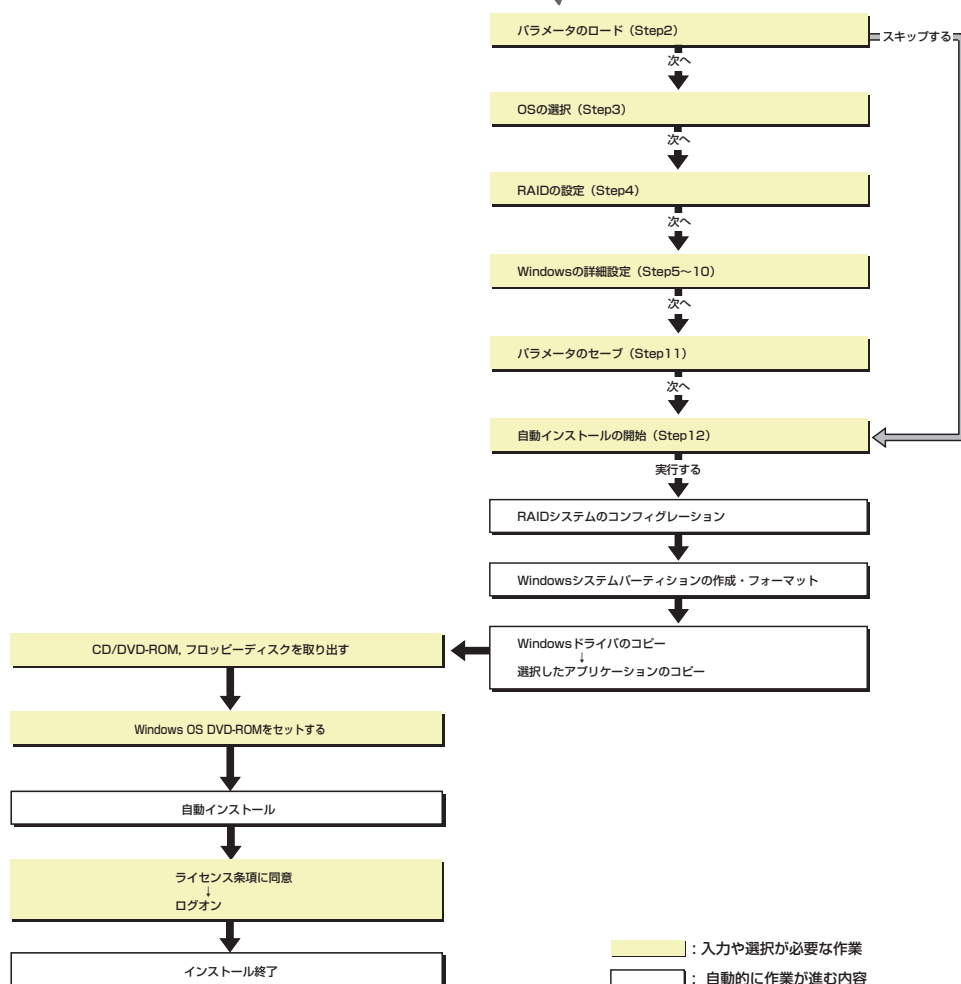 パラメータのロード（Step2）
スキップする
次へ
OSの選択（Step3）
次へ
RAIDの設定（Step4）
次へ
Windowsの詳細設定（Step5～10）
次へ
パラメータのセーブ（Step11）
次へ
自動インストールの開始（Step12）
実行する
RAIDシステムのコンフィグレーション
Windowsシステムパーティションの作成・フォーマット
Windowsドライバのコピー
↓
選択したアプリケーションのコピー
CD/DVD-ROM, フロッピーディスクを取り出す
Windows OS DVD-ROMをセットする
自動インストール
ライセンス条項に同意
↓
ログオン
インストール終了
：入力や選択が必要な作業
： 自動的に作業が進む内容